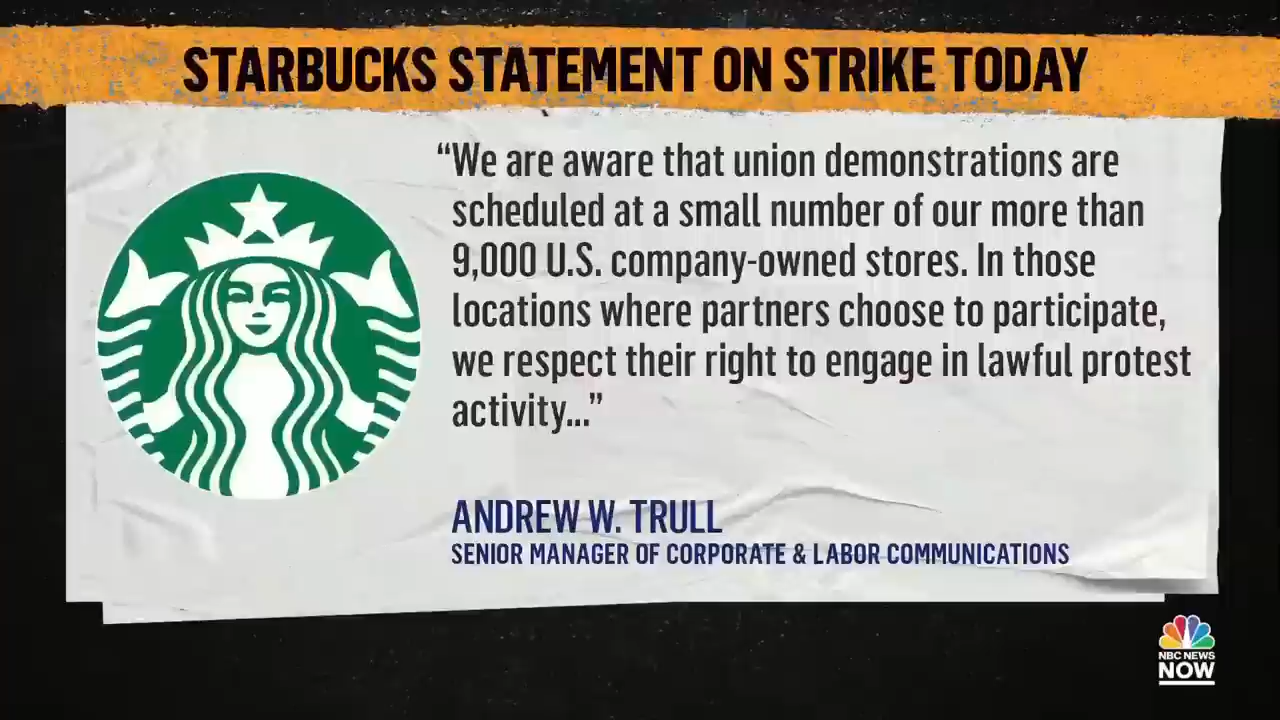 STARBUCKS STATEMENT ON STRIKE TODAY
“We are aware that union demonstrations are
scheduled at a small number of our more than
9,000 U.S. company-owned stores. In those
locations where partners choose to participate,
we respect their right to engage in lawful protest
activity...”
ANDREW W. TRULL
SENIOR MANAGER OF CORPORATE & LABOR COMMUNICATIONS
NBC NEWS
NOW